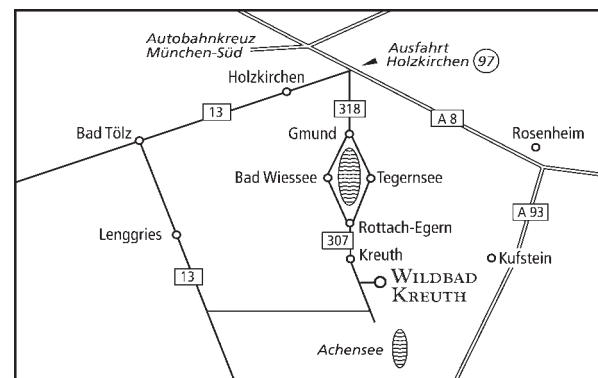 Autobahnkreuz
München-Süd
Ausfahrt
Holzkirchen 97
Holzkirchen
13
318
A 8
Gmund
Rosenheim
Bad Tölz
Bad Wiessee
Tegernsee
A 93
Rottach-Egern
Lenggries
307
Kreuth
Kufstein
13
WILDBAD
KREUTH
Achensee